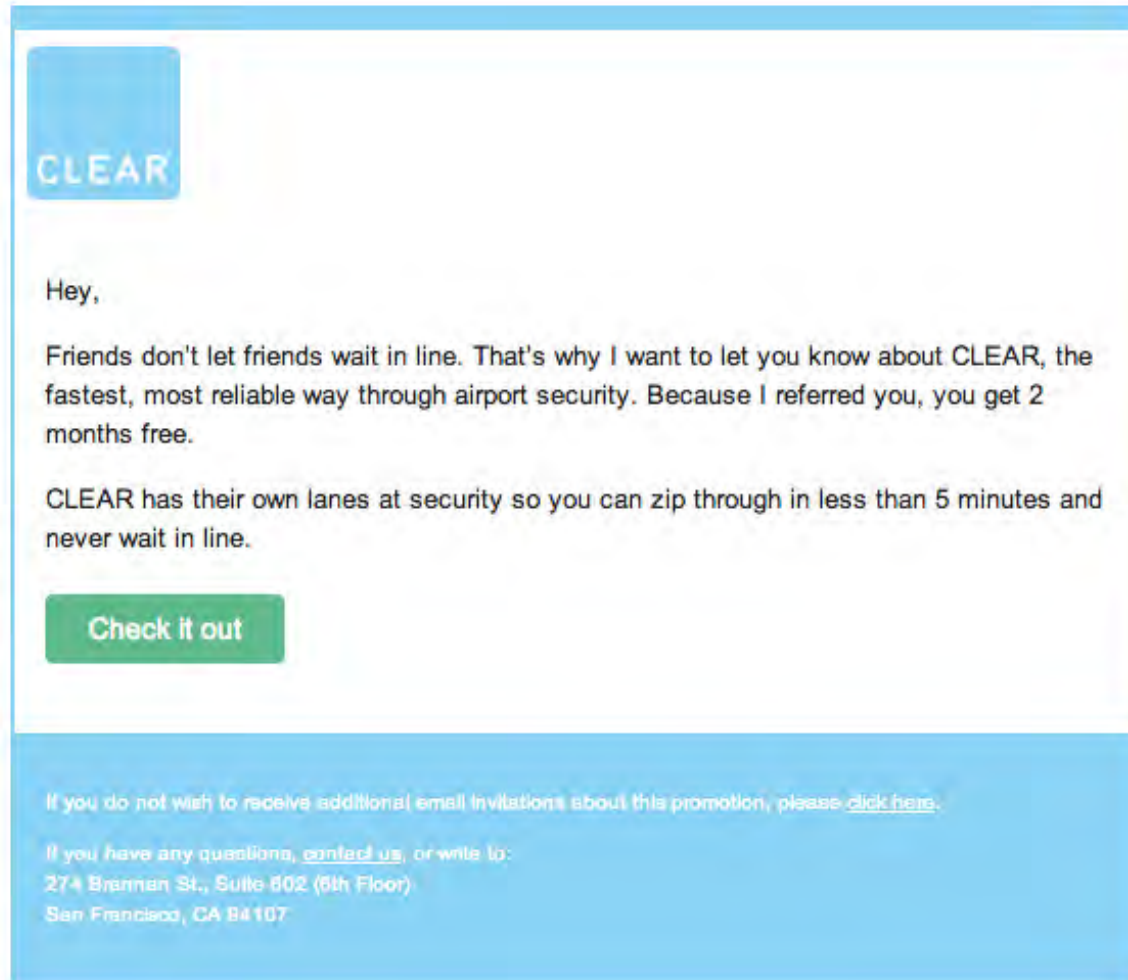 CLEAR
Hey,
Friends don't let friends wait in line. That's why I want to let you know about CLEAR, the
fastest, most reliable way through airport security. Because I referred you, you get 2
months free.
CLEAR has their own lanes at security so you can zip through in less than 5 minutes and
never wait in line.
Check it out
If you do not wish to receive additional email invitations about this promotion, please click here.
If you have any questions, contact us, or write to:
274 Brannan St., Suite 602 (6th Floor)
San Francisco, CA 94107